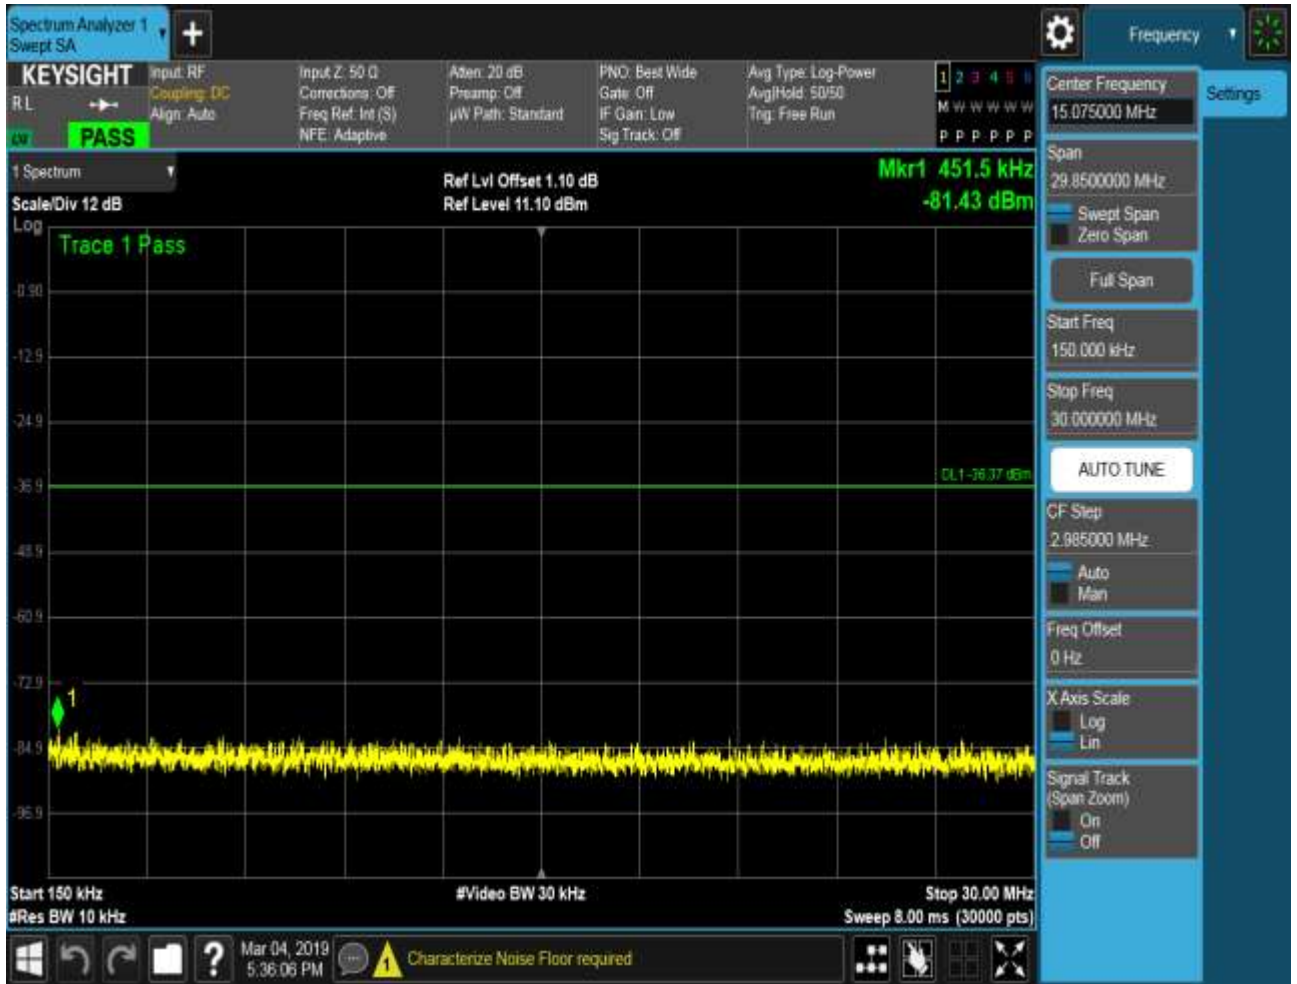 Spectrum Analyzer 1
Swept SA
+
Frequency
KEYSIGHT
R L
PASS
Input: RF
Coupling: DC
Align: Auto
Input Z: 50 Ω
Corrections: Off
Freq Ref: Int (S)
NFE: Adaptive
Atten: 20 dB
Preamp: Off
µW Path: Standard
PNO: Best Wide
Gate: Off
IF Gain: Low
Sig Track: Off
Avg Type: Log-Power
Avg|Hold: 50/50
Trig: Free Run
1 2 3 4 5 6
M W W W W W
P P P P P P
1 Spectrum
Scale/Div 12 dB
Log
Ref Lvl Offset 1.10 dB
Ref Level 11.10 dBm
Mkr1 451.5 kHz
-81.43 dBm
Trace 1 Pass
-0.90
-12.9
-24.9
-36.9
-48.9
-60.9
-72.9
-84.9
-96.9
DL1 -36.37 dBm
1
Start 150 kHz
#Res BW 10 kHz
#Video BW 30 kHz
Stop 30.00 MHz
Sweep 8.00 ms (30000 pts)
Center Frequency
15.075000 MHz
Settings
Span
29.8500000 MHz
Swept Span
Zero Span
Full Span
Start Freq
150.000 kHz
Stop Freq
30.000000 MHz
AUTO TUNE
CF Step
2.985000 MHz
Auto
Man
Freq Offset
0 Hz
X Axis Scale
Log
Lin
Signal Track
(Span Zoom)
On
Off
?
Mar 04, 2019
5:36:06 PM
1
Characterize Noise Floor required